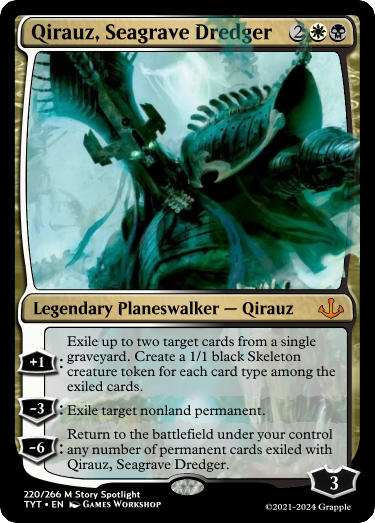 Qirauz, Seagrave Dredger 2
Legendary Planeswalker — Qirauz
Exile up to two target cards from a single
graveyard. Create a 1/1 black Skeleton
+1: creature token for each card type among the
exiled cards.
-3: Exile target nonland permanent.
Return to the battlefield under your control
-6: any number of permanent cards exiled with
Qirauz, Seagrave Dredger.
3
220/266 M Story Spotlight
TYT • EN Games Workshop
©2021-2024 Grapple